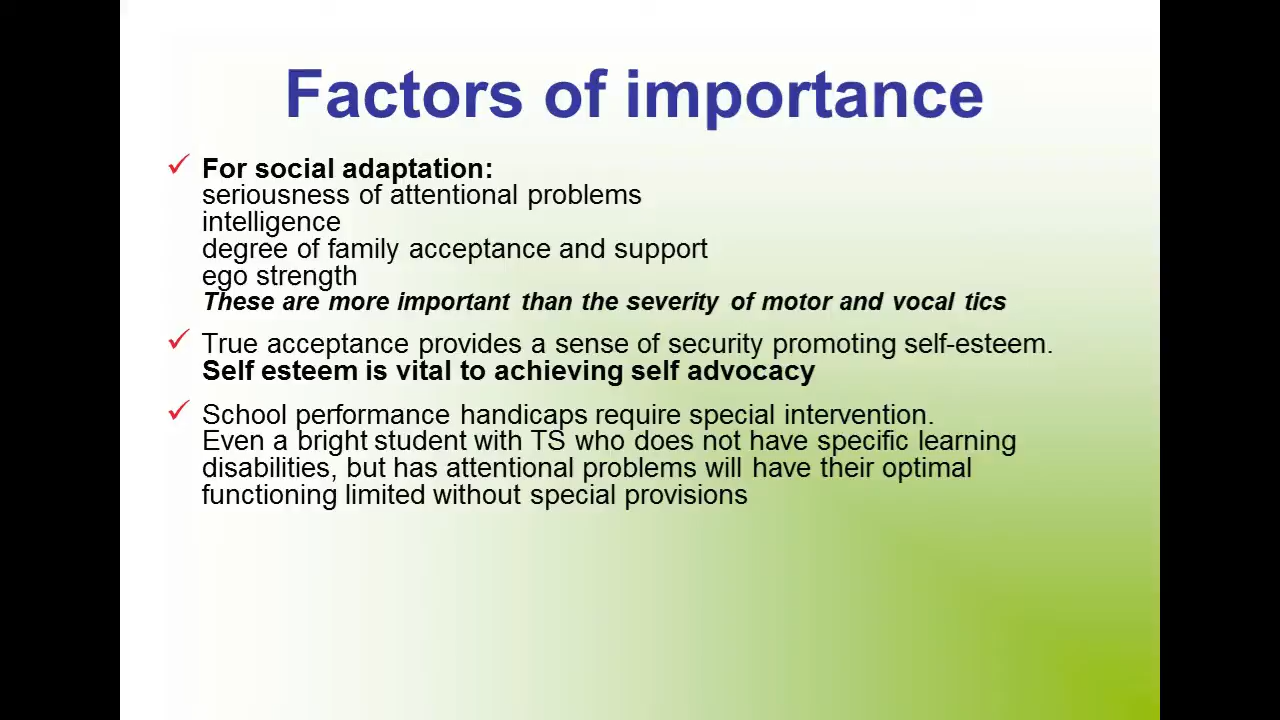 Factors of importance
For social adaptation:
seriousness of attentional problems
intelligence
degree of family acceptance and support
ego strength
These are more important than the severity of motor and vocal tics
True acceptance provides a sense of security promoting self-esteem.
Self esteem is vital to achieving self advocacy
School performance handicaps require special intervention.
Even a bright student with TS who does not have specific learning
disabilities, but has attentional problems will have their optimal
functioning limited without special provisions